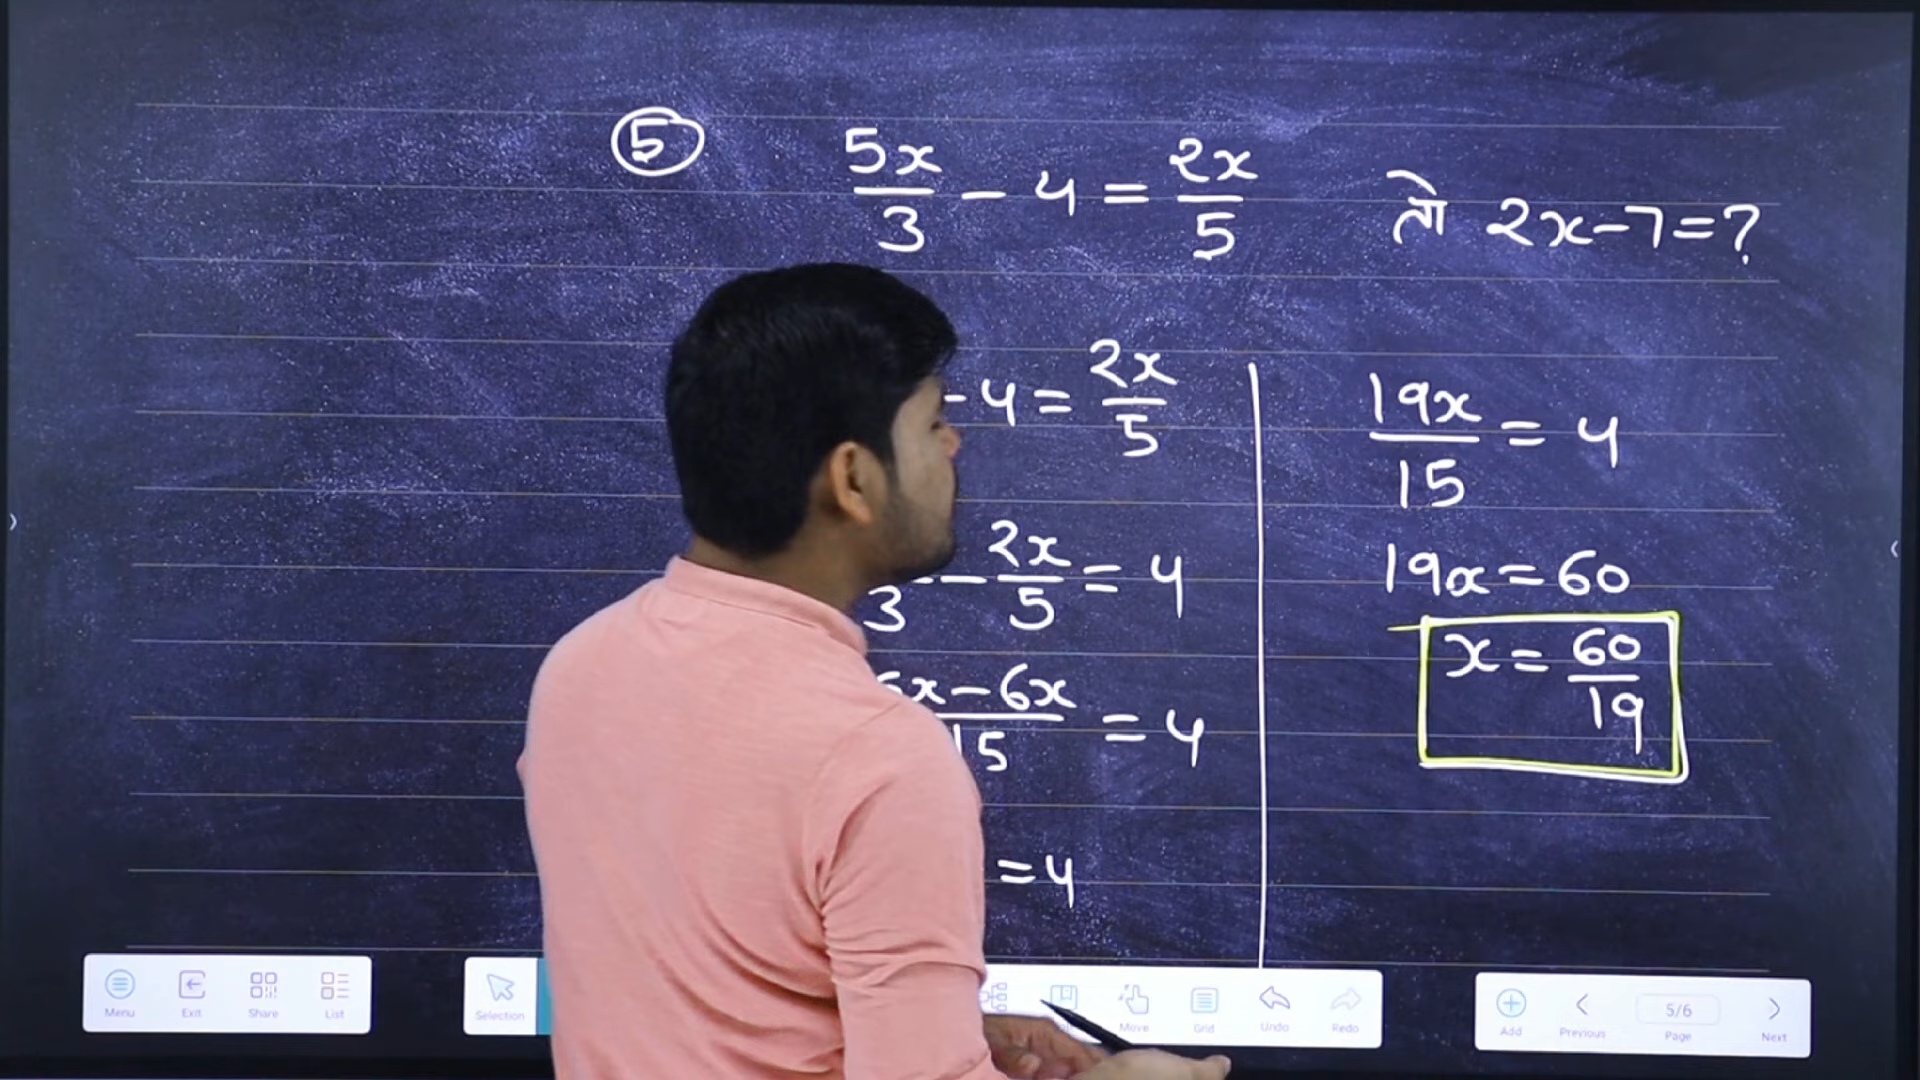 5
5x/3 - 4 = 2x/5 तो 2x-7=?
-4 = 2x/5
3 - 2x/5 = 4
x-6x/15 = 4
=4
19x/15 = 4
19x = 60
x = 60/19
Menu Exit Share List
Selection Move Grid Undo Redo
Add Previous 5/6 Page Next